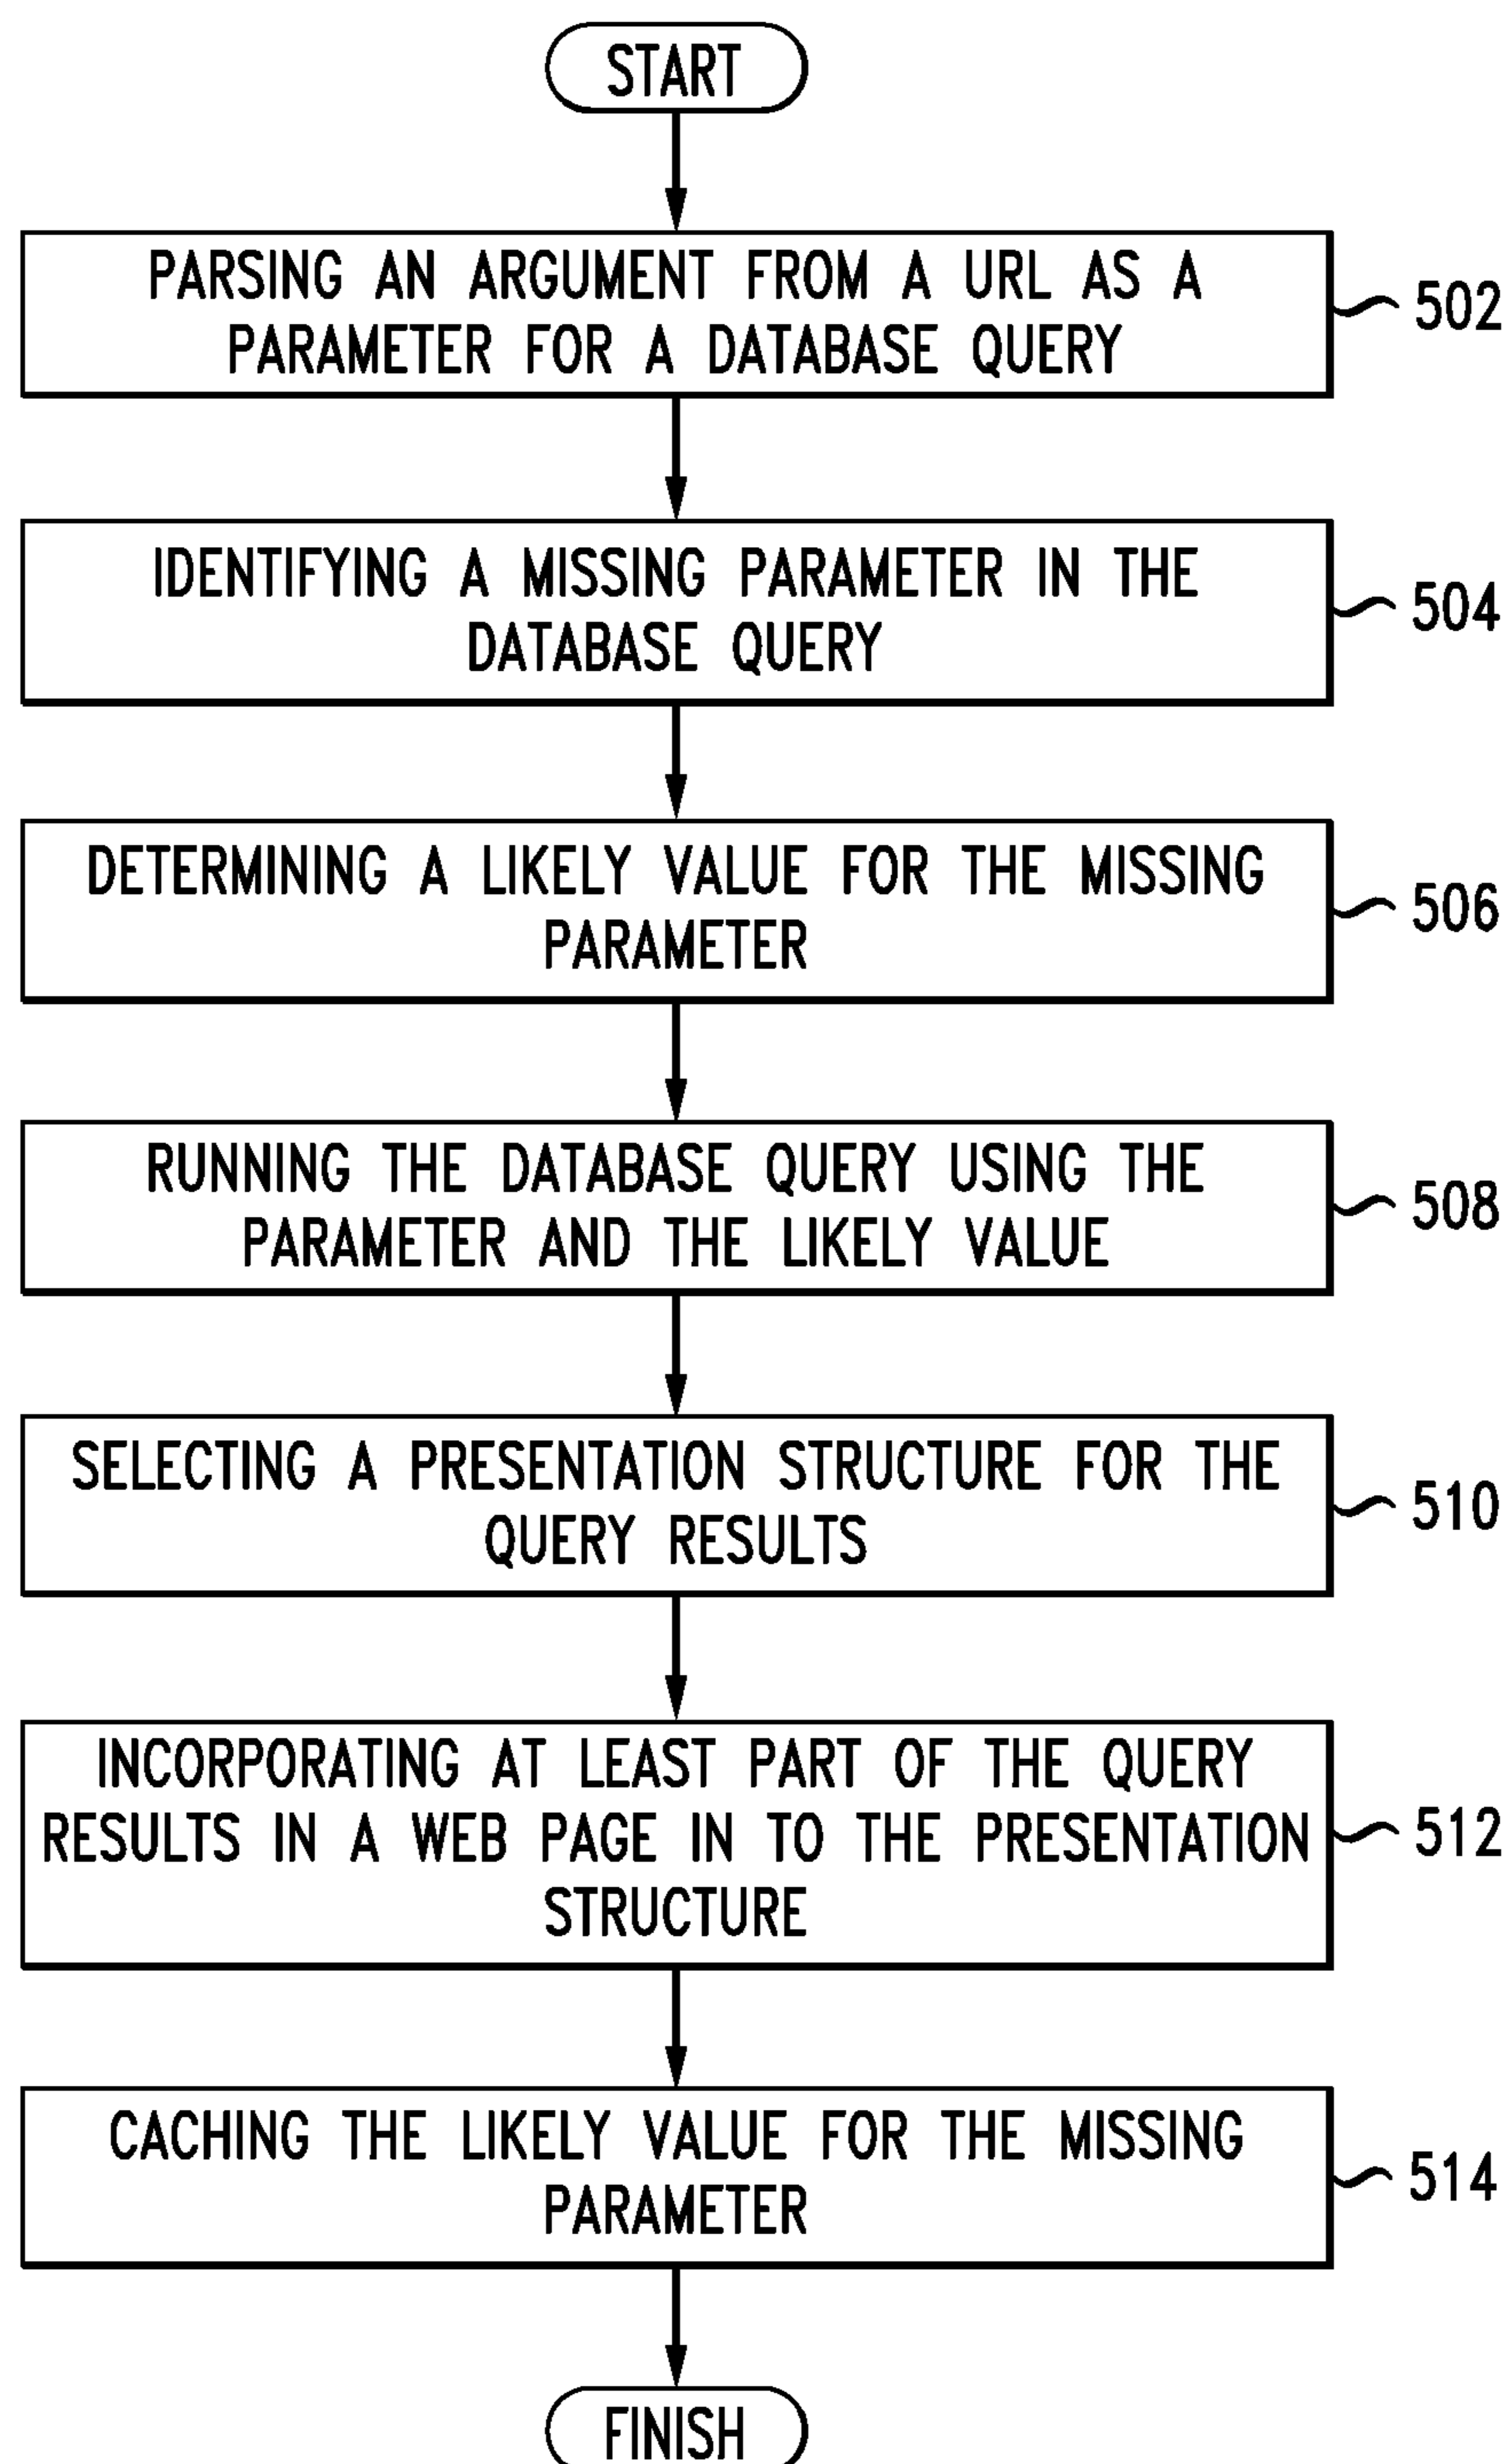 START
PARSING AN ARGUMENT FROM A URL AS A
PARAMETER FOR A DATABASE QUERY
502
IDENTIFYING A MISSING PARAMETER IN THE
DATABASE QUERY
504
DETERMINING A LIKELY VALUE FOR THE MISSING
PARAMETER
506
RUNNING THE DATABASE QUERY USING THE
PARAMETER AND THE LIKELY VALUE
508
SELECTING A PRESENTATION STRUCTURE FOR THE
QUERY RESULTS
510
INCORPORATING AT LEAST PART OF THE QUERY
RESULTS IN A WEB PAGE IN TO THE PRESENTATION
STRUCTURE
512
CACHING THE LIKELY VALUE FOR THE MISSING
PARAMETER
514
FINISH